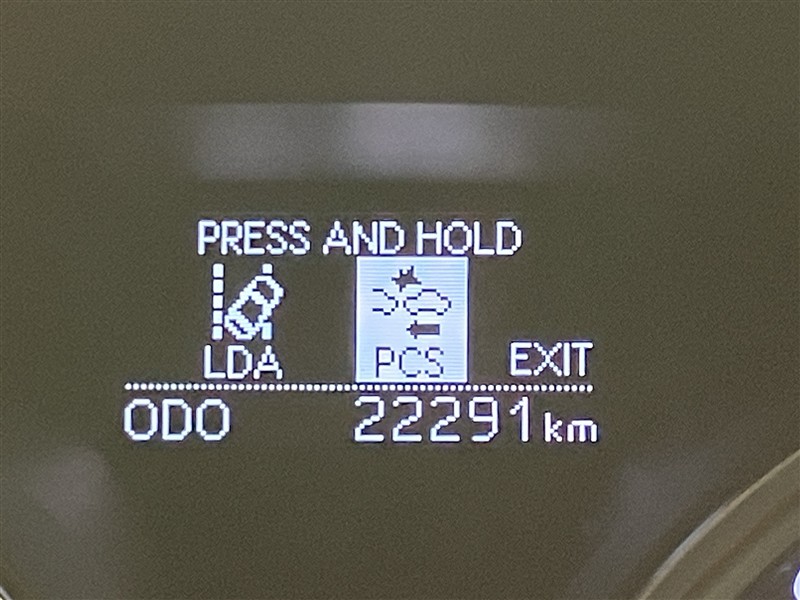 PRESS AND HOLD
LDA PCS EXIT
ODO 22291km